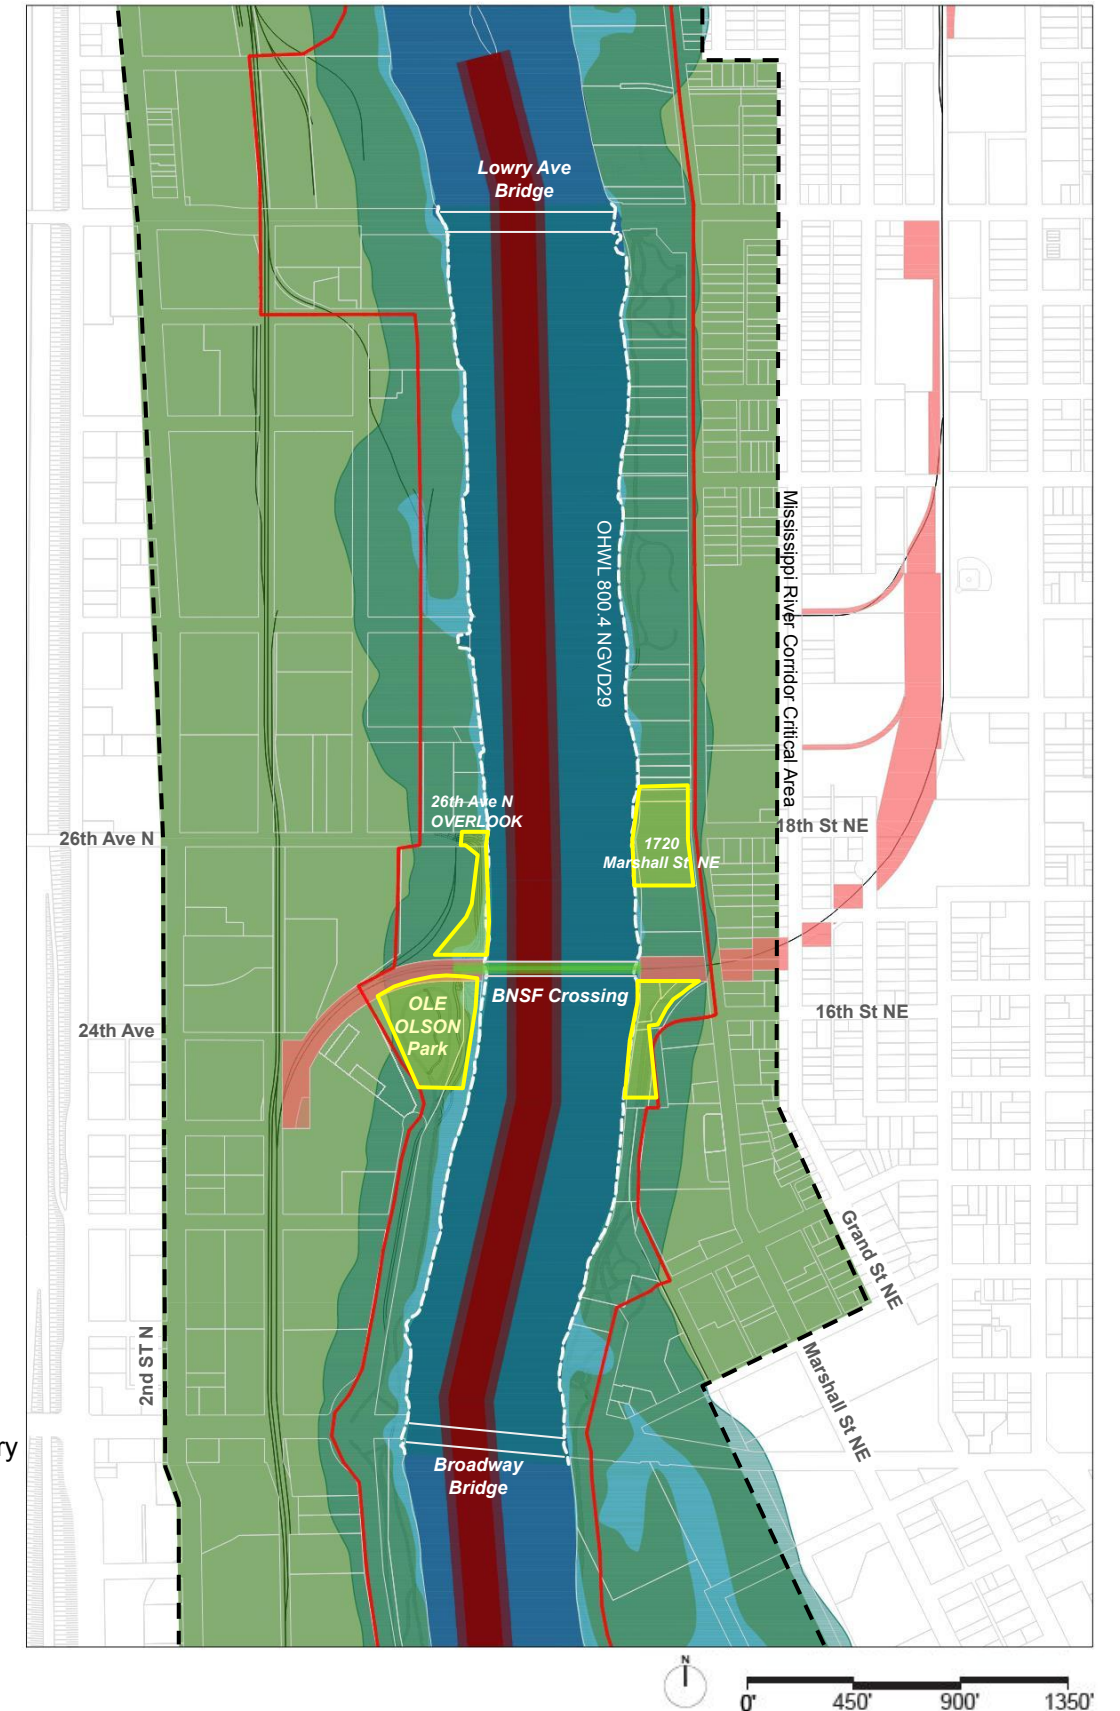 Lowry Ave
Bridge
OHWL 800.4 NGVD29
Mississippi River Corridor Critical Area
26th Ave N
OVERLOOK
26th Ave N
18th St NE
1720
Marshall St NE
BNSF Crossing
OLE
OLSON
Park
24th Ave
16th St NE
Grand St NE
2nd ST N
Marshall St NE
ry
Broadway
Bridge
N
0'
450'
900'
1350'